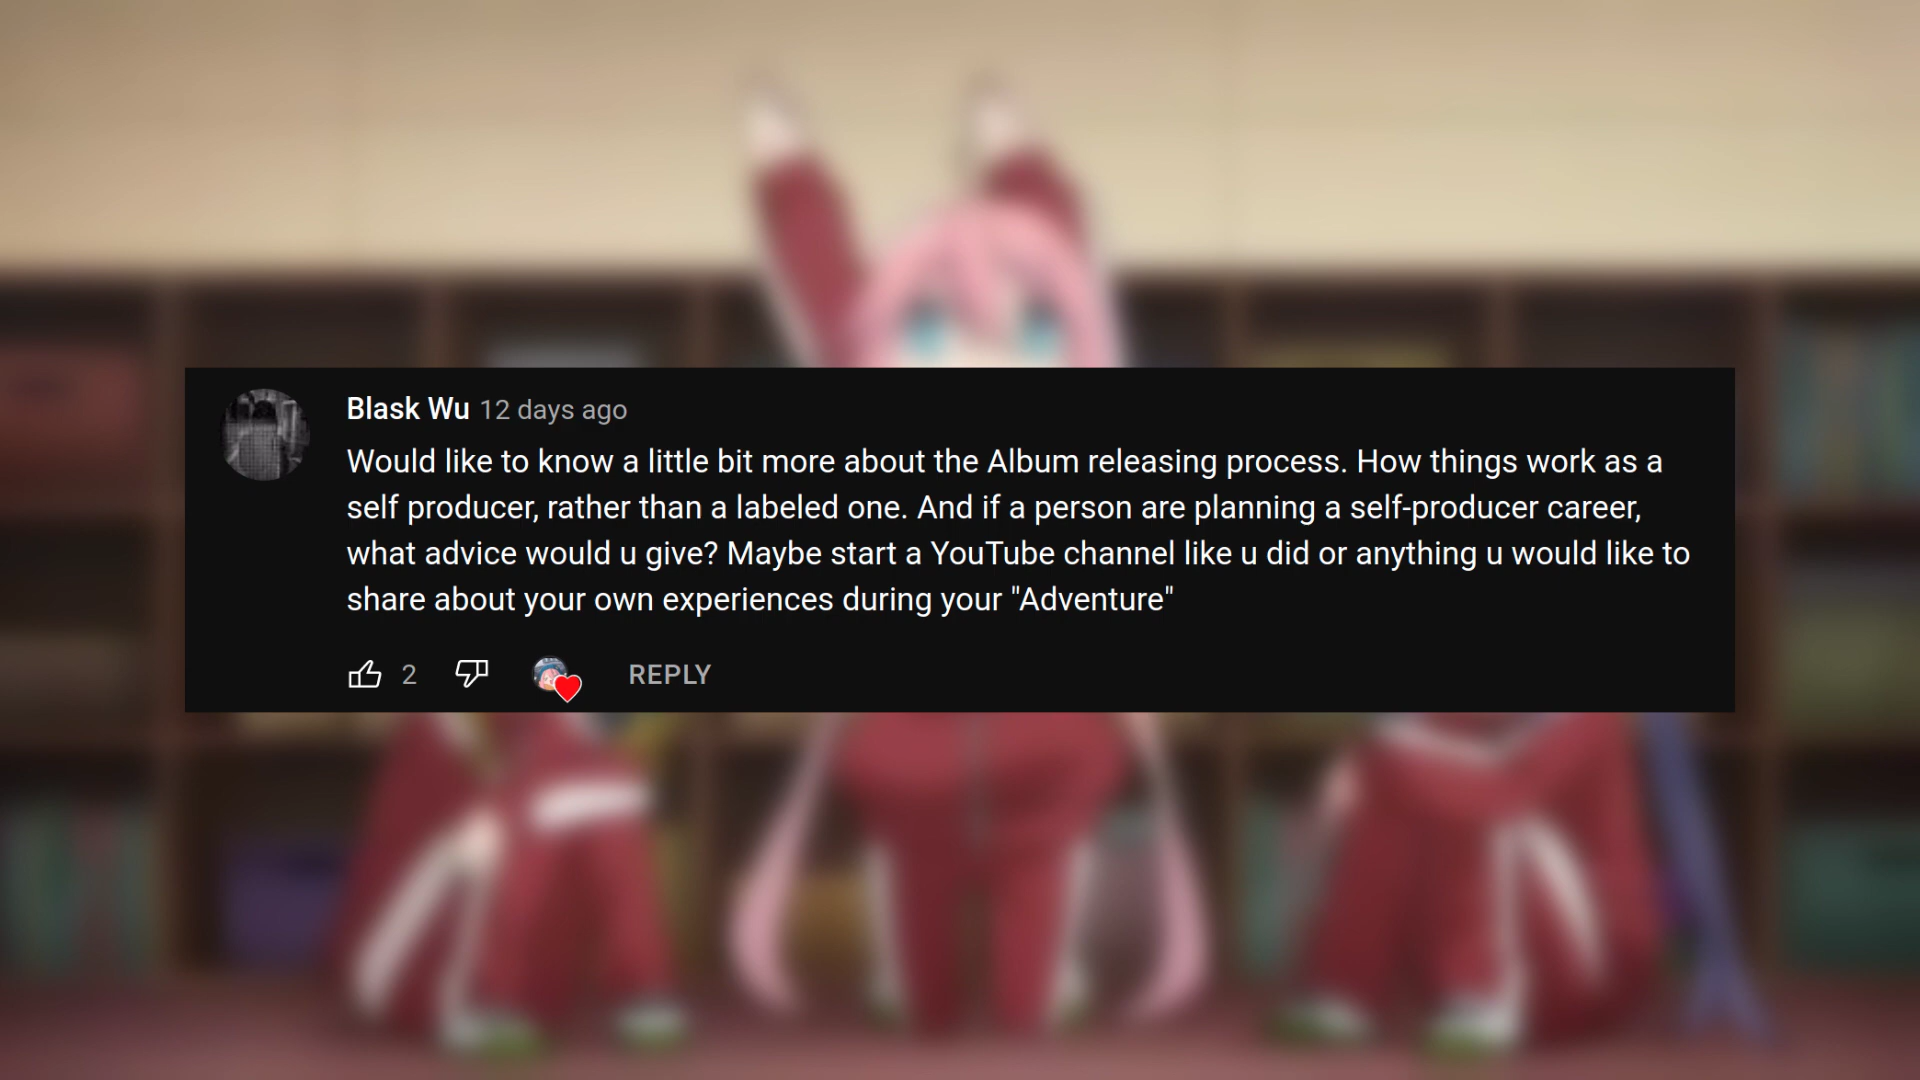 Blask Wu 12 days ago
Would like to know a little bit more about the Album releasing process. How things work as a
self producer, rather than a labeled one. And if a person are planning a self-producer career,
what advice would u give? Maybe start a YouTube channel like u did or anything u would like to
share about your own experiences during your "Adventure"
2 REPLY